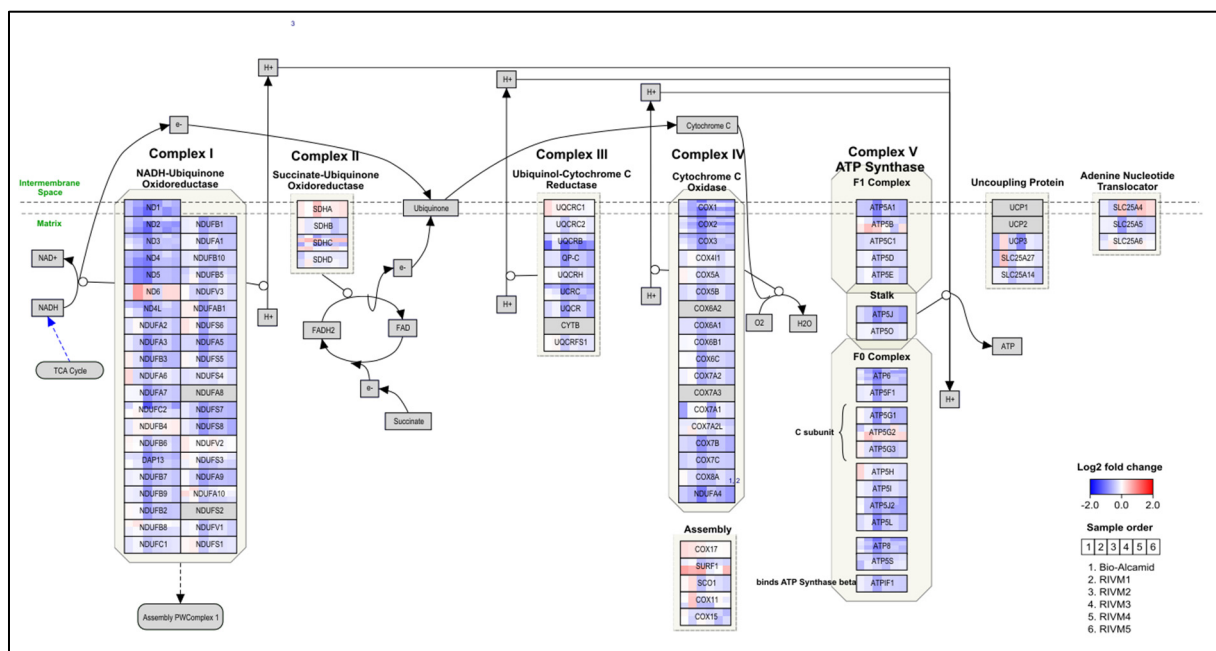 3
H+
H+
H+
H+
e-
Cytochrome C
Complex I
NADH-Ubiquinone
Oxidoreductase
Complex II
Succinate-Ubiquinone
Oxidoreductase
Complex III
Ubiquinol-Cytochrome C
Reductase
Complex IV
Cytochrome C
Oxidase
Complex V
ATP Synthase
F1 Complex
Uncoupling Protein
Adenine Nucleotide
Translocator
Intermembrane
Space
Matrix
NAD+
NADH
TCA Cycle
ND1
ND2
ND3
ND4
ND5
ND6
ND4L
NDUFA2
NDUFA3
NDUFB3
NDUFA6
NDUFA7
NDUFC2
NDUFB4
NDUFB6
DAP13
NDUFB7
NDUFB9
NDUFB2
NDUFB8
NDUFC1
NDUFB1
NDUFA1
NDUFB10
NDUFB5
NDUFV3
NDUFAB1
NDUFS6
NDUFA5
NDUFS5
NDUFS4
NDUFA8
NDUFS7
NDUFS8
NDUFV2
NDUFS3
NDUFA9
NDUFA10
NDUFS2
NDUFV1
NDUFS1
Assembly PWComplex 1
H+
SDHA
SDHB
SDHC
SDHD
Ubiquinone
e-
FADH2
FAD
e-
Succinate
H+
UQCRC1
UQCRC2
UQCRB
QP-C
UQCRH
UCRC
UQCR
CYTB
UQCRFS1
H+
COX1
COX2
COX3
COX4I1
COX5A
COX5B
COX6A2
COX6A1
COX6B1
COX6C
COX7A2
COX7A3
COX7A1
COX7A2L
COX7B
COX7C
COX8A
1, 2
NDUFA4
O2
H2O
Assembly
COX17
SURF1
SCO1
COX11
COX15
ATP5A1
ATP5B
ATP5C1
ATP5D
ATP5E
Stalk
ATP5J
ATP5O
F0 Complex
ATP6
ATP5F1
C subunit
ATP5G1
ATP5G2
ATP5G3
ATP5H
ATP5I
ATP5J2
ATP5L
ATP8
ATP5S
binds ATP Synthase beta
ATPIF1
UCP1
UCP2
UCP3
SLC25A27
SLC25A14
SLC25A4
SLC25A5
SLC25A6
ATP
H+
Log2 fold change
-2.0 0.0 2.0
Sample order
1 2 3 4 5 6
1. Bio-Alcamid
2. RIVM1
3. RIVM2
4. RIVM3
5. RIVM4
6. RIVM5